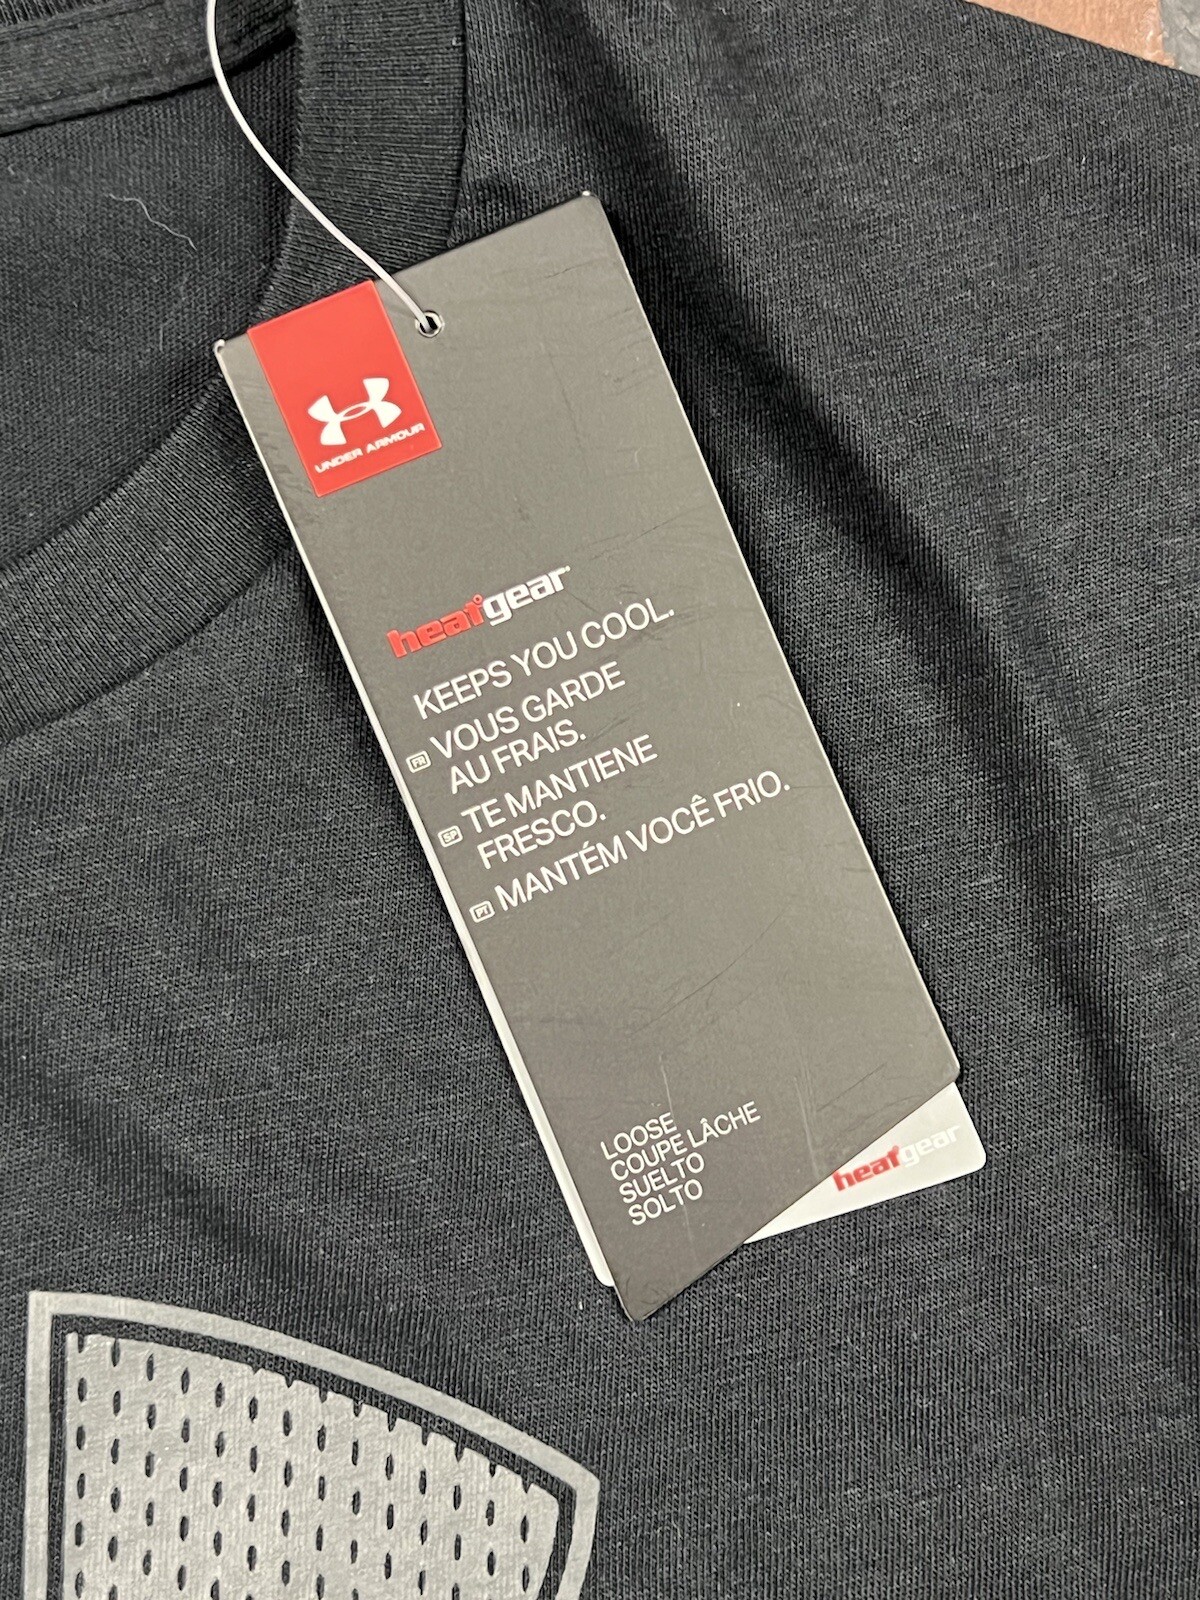 UNDER ARMOUR
heatgear
KEEPS YOU COOL.
FR VOUS GARDE
AU FRAIS.
SP TE MANTIENE
FRESCO.
PT MANTÉM VOCÊ FRIO.
LOOSE
COUPE LÂCHE
SUELTO
SOLTO
heatgear